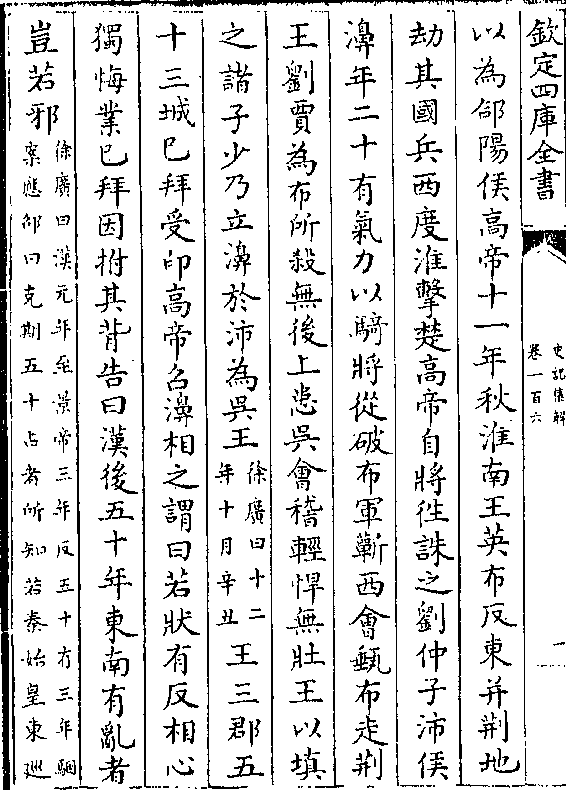 欽定四庫全書
史記集解
卷一百六
一
以為郃陽侯高帝十一年秋淮南王英布反東并荆地
劫其國兵西度淮擊楚高帝自將徃誅之劉仲子沛侯
濞年二十有氣力以騎將從破布軍蘄西會甀布走荆
王劉賈為布所殺無後上患吳會稽輕悍無壯王以填
之諸子少乃立濞於沛為吳王徐廣曰十二年十月辛丑王三郡五
十三城已拜受印高帝召濞相之謂曰若狀有反相心
獨悔業已拜因拊其背告曰漢後五十年東南有亂者
豈若邪徐廣曰漢元年至景帝三年反五十有三年駰案應劭曰克期五十占者所知若秦始皇東廵